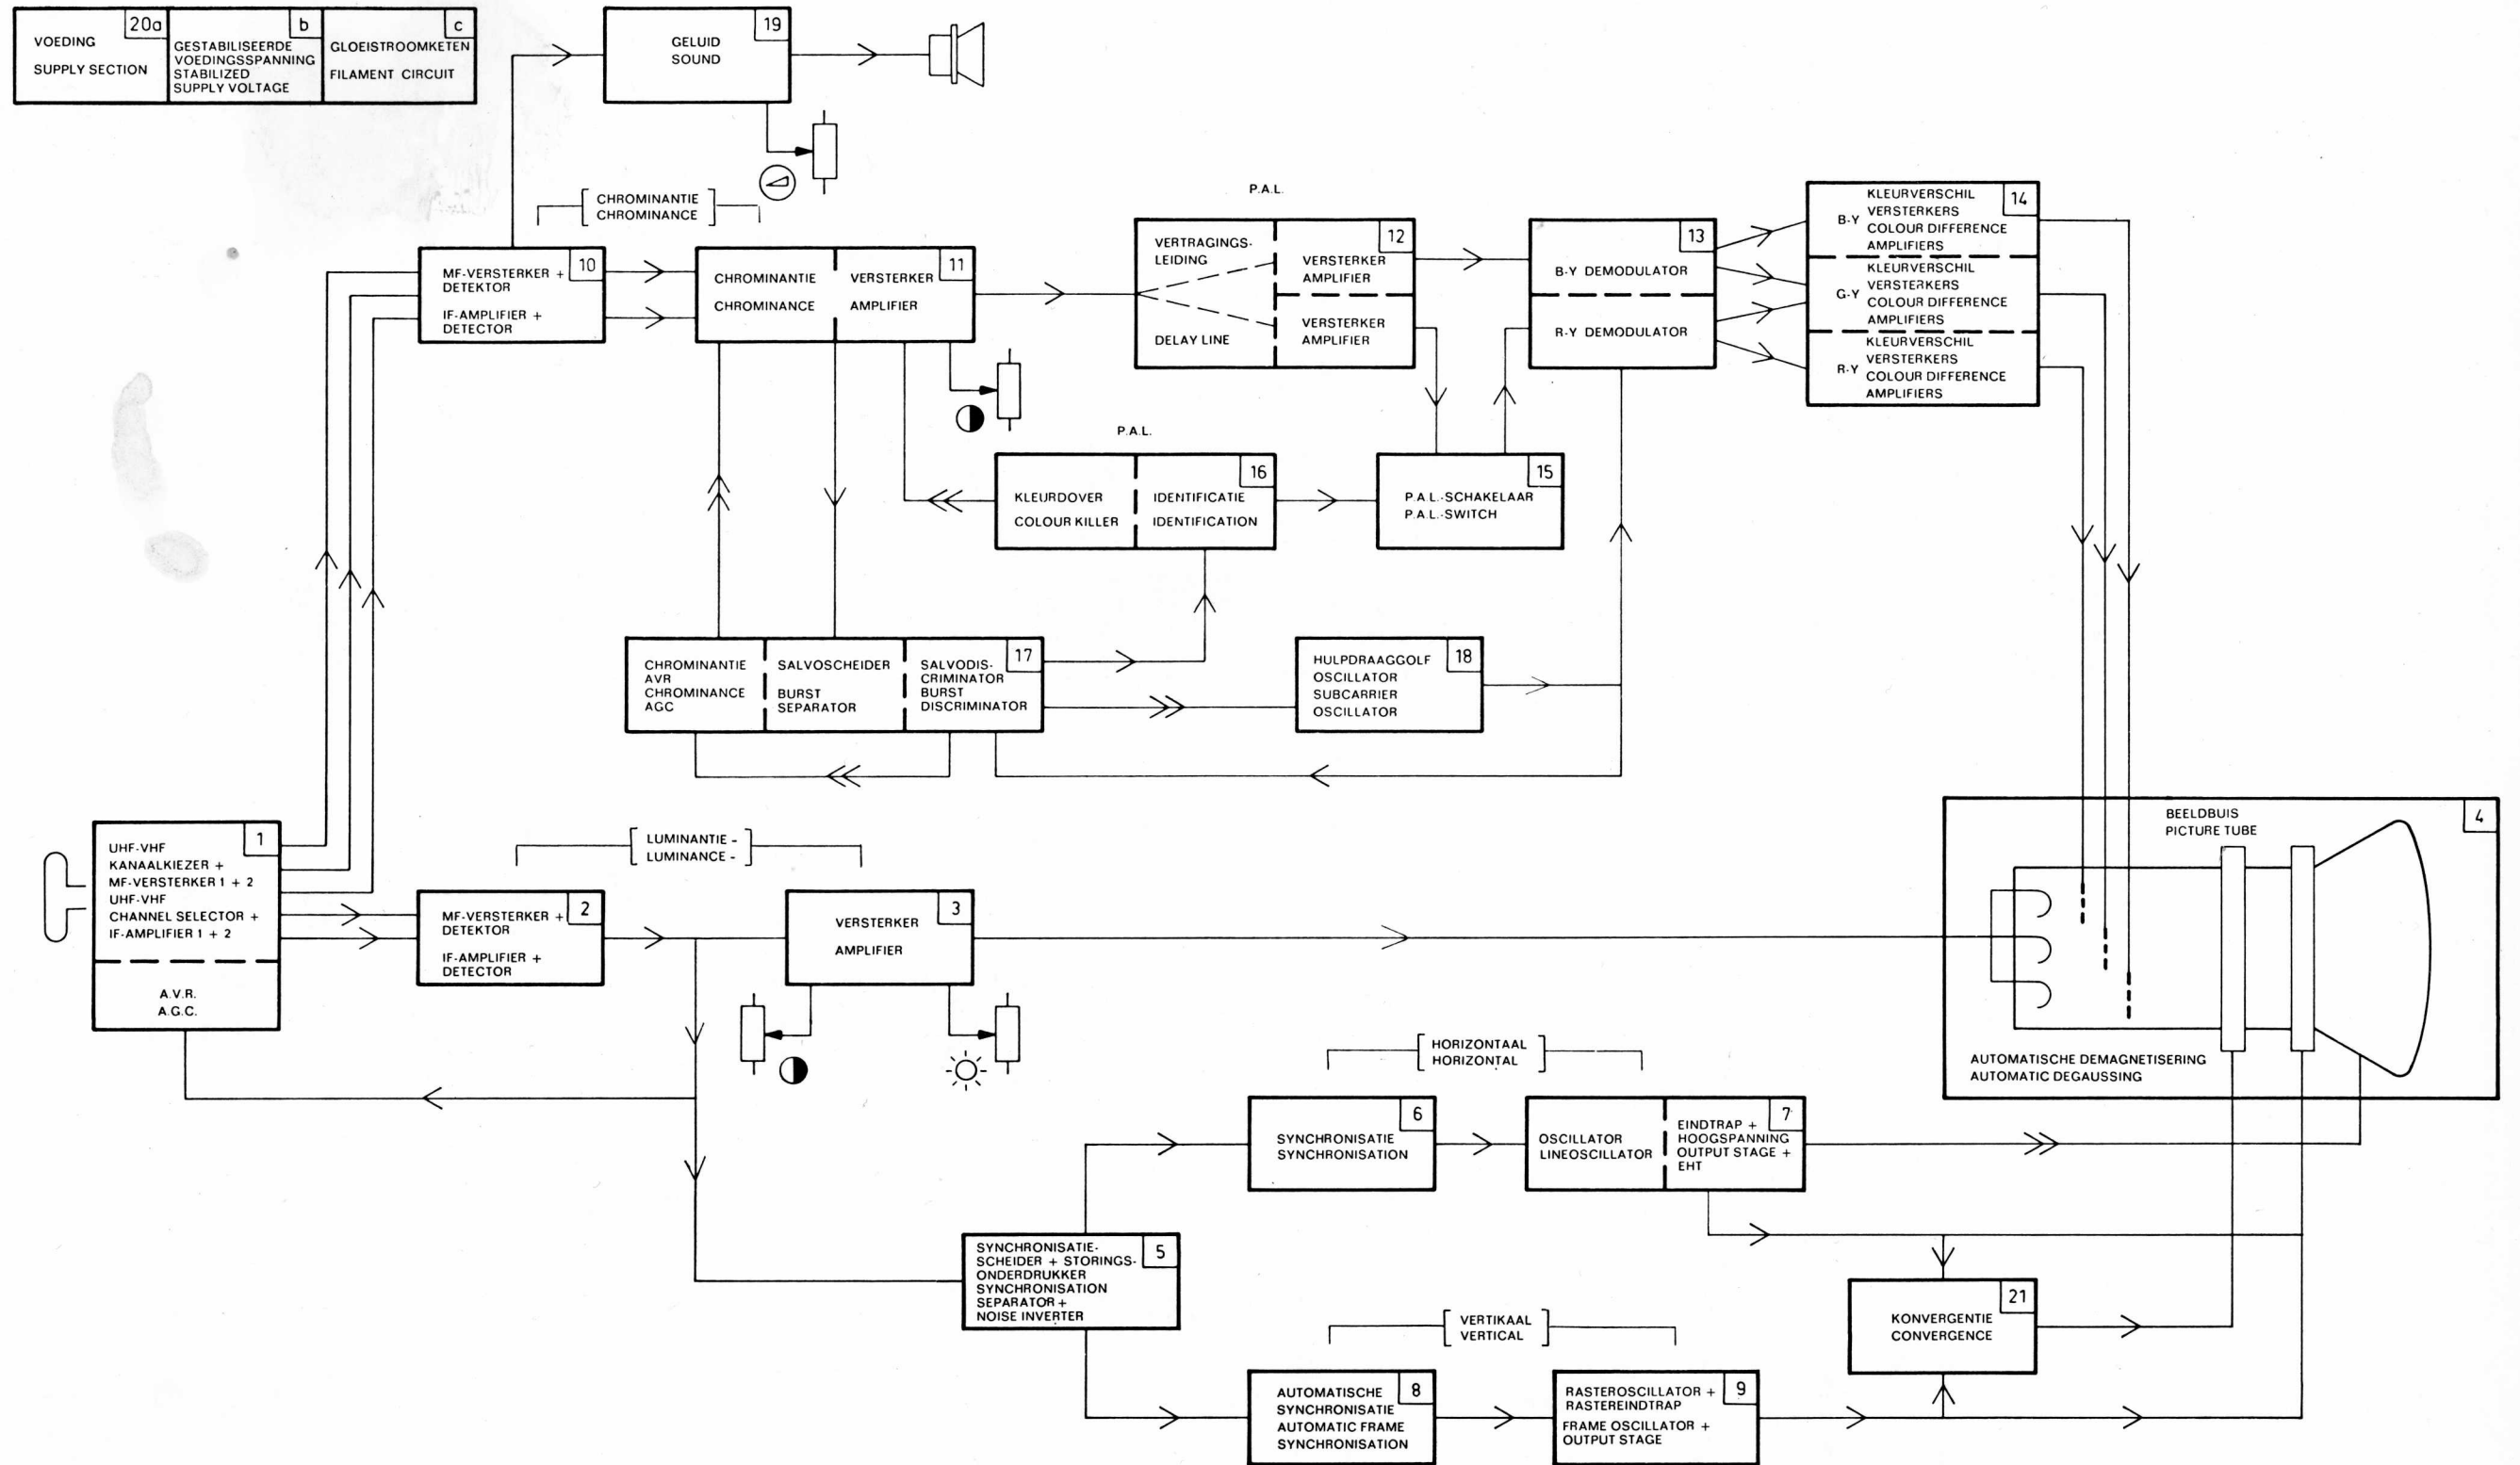 20a
VOEDING
SUPPLY SECTION
b
GESTABILISEERDE
VOEDINGSSPANNING
STABILIZED
SUPPLY VOLTAGE
c
GLOEISTROOMKETEN
FILAMENT CIRCUIT
19
GELUID
SOUND
CHROMINANTIE
CHROMINANCE
10
MF-VERSTERKER +
DETEKTOR
IF-AMPLIFIER +
DETECTOR
11
CHROMINANTIE
CHROMINANCE
VERSTERKER
AMPLIFIER
P.A.L.
12
VERTRAGINGS-
LEIDING
DELAY LINE
VERSTERKER
AMPLIFIER
VERSTERKER
AMPLIFIER
13
B-Y DEMODULATOR
R-Y DEMODULATOR
14
B-Y
KLEURVERSCHIL
VERSTERKERS
COLOUR DIFFERENCE
AMPLIFIERS
G-Y
KLEURVERSCHIL
VERSTERKERS
COLOUR DIFFERENCE
AMPLIFIERS
R-Y
KLEURVERSCHIL
VERSTERKERS
COLOUR DIFFERENCE
AMPLIFIERS
P.A.L.
16
KLEURDOVER
COLOUR KILLER
IDENTIFICATIE
IDENTIFICATION
15
P.A.L.-SCHAKELAAR
P.A.L.-SWITCH
17
CHROMINANTIE
AVR
CHROMINANCE
AGC
SALVOSCHEIDER
BURST
SEPARATOR
SALVODIS-
CRIMINATOR
BURST
DISCRIMINATOR
18
HULPDRAAGGOLF
OSCILLATOR
SUBCARRIER
OSCILLATOR
1
UHF-VHF
KANAALKIEZER +
MF-VERSTERKER 1 + 2
UHF-VHF
CHANNEL SELECTOR +
IF-AMPLIFIER 1 + 2
A.V.R.
A.G.C.
LUMINANTIE -
LUMINANCE -
2
MF-VERSTERKER +
DETEKTOR
IF-AMPLIFIER +
DETECTOR
3
VERSTERKER
AMPLIFIER
4
BEELDBUIS
PICTURE TUBE
AUTOMATISCHE DEMAGNETISERING
AUTOMATIC DEGAUSSING
HORIZONTAAL
HORIZONTAL
6
SYNCHRONISATIE
SYNCHRONISATION
7
OSCILLATOR
LINEOSCILLATOR
EINDTRAP +
HOOGSPANNING
OUTPUT STAGE +
EHT
5
SYNCHRONISATIE-
SCHEIDER + STORINGS-
ONDERDRUKKER
SYNCHRONISATION
SEPARATOR +
NOISE INVERTER
21
KONVERGENTIE
CONVERGENCE
VERTIKAAL
VERTICAL
8
AUTOMATISCHE
SYNCHRONISATIE
AUTOMATIC FRAME
SYNCHRONISATION
9
RASTEROSCILLATOR +
RASTEREINDTRAP
FRAME OSCILLATOR +
OUTPUT STAGE